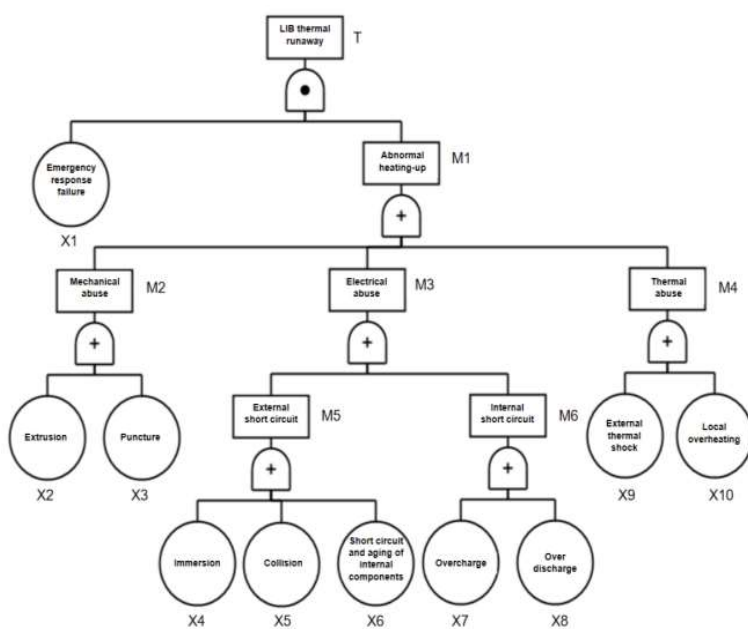 LIB thermal
runaway
T
Emergency
response
failure
X1
Abnormal
heating-up
M1
+
Mechanical
abuse
M2
Electrical
abuse
M3
Thermal
abuse
M4
+
+
+
Extrusion
X2
Puncture
X3
External
short circuit
M5
Internal
short circuit
M6
External
thermal
shock
X9
Local
overheating
X10
+
+
Immersion
X4
Collision
X5
Short circuit
and aging of
internal
components
X6
Overcharge
X7
Over
discharge
X8